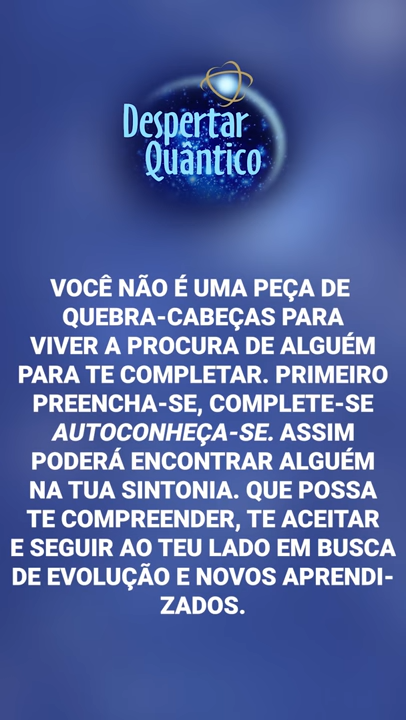 Despertar
Quântico
VOCÊ NÃO É UMA PEÇA DE
QUEBRA-CABEÇAS PARA
VIVER A PROCURA DE ALGUÉM
PARA TE COMPLETAR. PRIMEIRO
PREENCHA-SE, COMPLETE-SE
AUTOCONHEÇA-SE. ASSIM
PODERÁ ENCONTRAR ALGUÉM
NA TUA SINTONIA. QUE POSSA
TE COMPREENDER, TE ACEITAR
E SEGUIR AO TEU LADO EM BUSCA
DE EVOLUÇÃO E NOVOS APRENDI-
ZADOS.